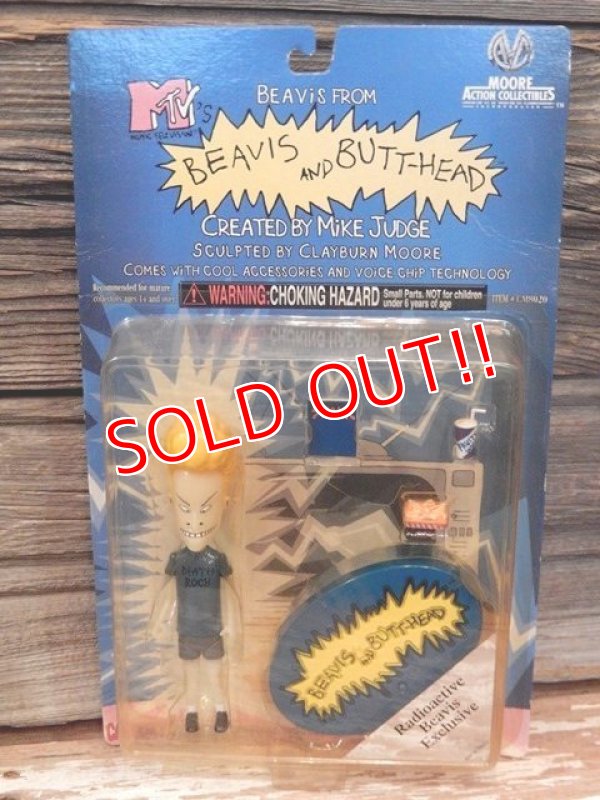 MTV's
MUSIC TELEVISION
BEAVIS FROM
MOORE
ACTION COLLECTIBLES
TM
BEAVIS AND BUTT-HEAD
CREATED BY MIKE JUDGE
SCULPTED BY CLAYBURN MOORE
COMES WITH COOL ACCESSORIES AND VOICE CHIP TECHNOLOGY
Recommended for mature
collectors ages 14 and over
WARNING:CHOKING HAZARD
Small Parts. NOT for children
under 6 years of age
SOLD OUT!!
DEATH
ROCK
BEAVIS AND BUTT-HEAD
Radioactive
Beavis
Exclusive